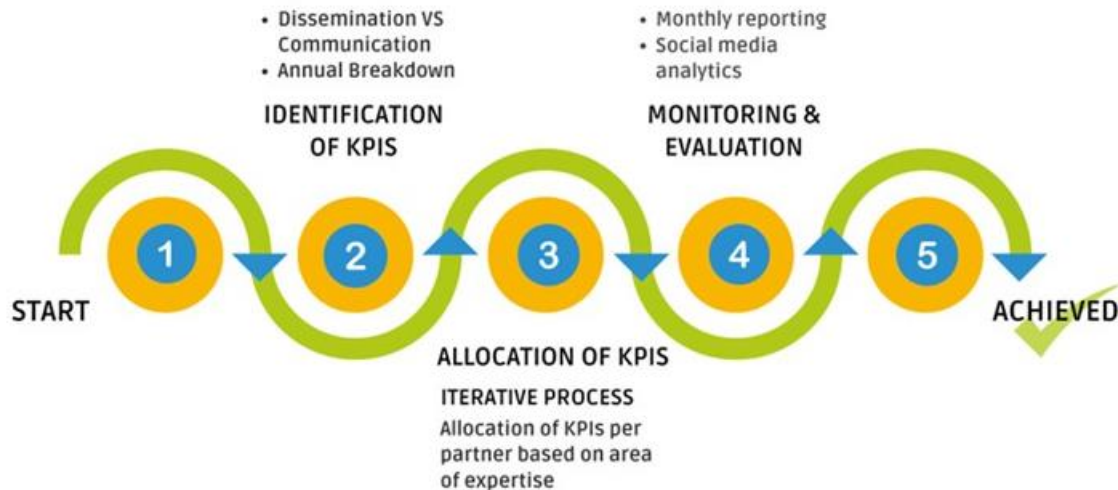 • Dissemination VS
Communication
• Annual Breakdown
IDENTIFICATION
OF KPIS
• Monthly reporting
• Social media
analytics
MONITORING &
EVALUATION
1
2
3
4
5
START
ACHIEVED
ALLOCATION OF KPIS
ITERATIVE PROCESS
Allocation of KPIs per
partner based on area
of expertise